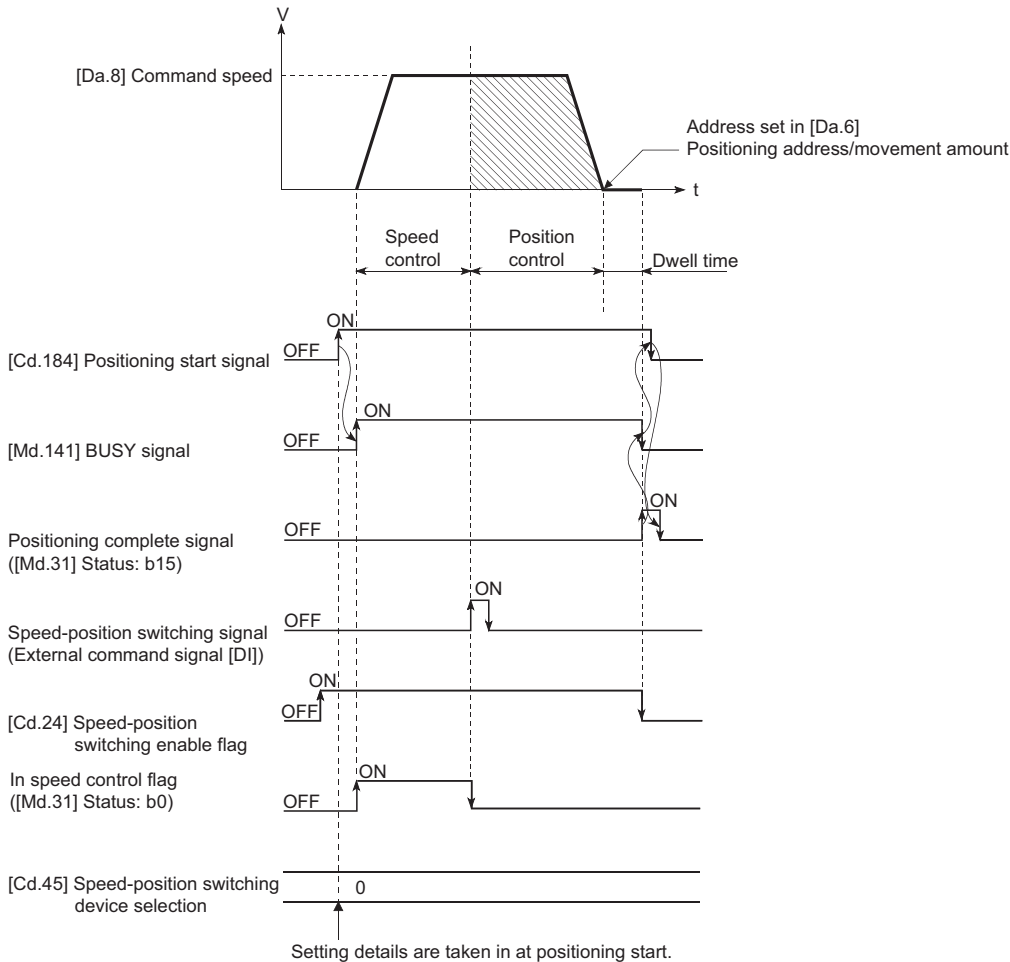 V
[Da.8] Command speed
Address set in [Da.6]
Positioning address/movement amount
t
Speed
control
Position
control
Dwell time
ON
OFF
[Cd.184] Positioning start signal
ON
OFF
[Md.141] BUSY signal
ON
OFF
Positioning complete signal
([Md.31] Status: b15)
ON
OFF
Speed-position switching signal
(External command signal [DI])
ON
OFF
[Cd.24] Speed-position
switching enable flag
In speed control flag
([Md.31] Status: b0)
ON
OFF
[Cd.45] Speed-position switching
device selection
0
Setting details are taken in at positioning start.